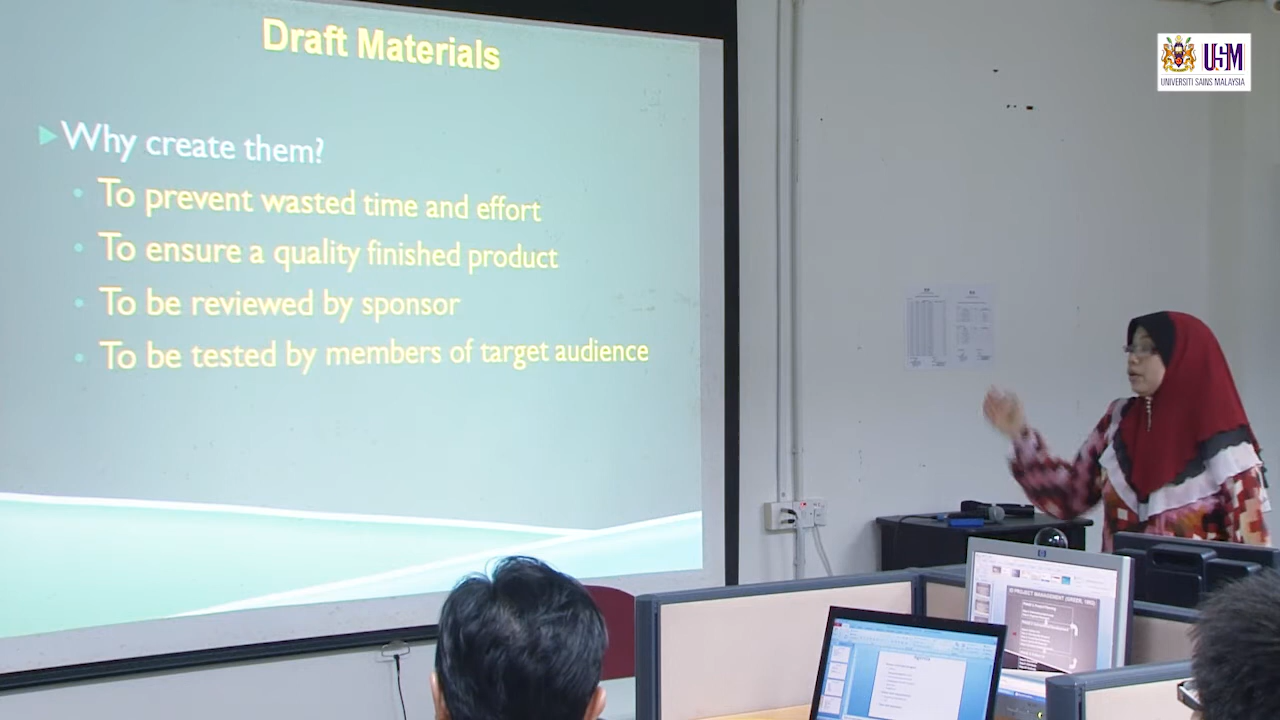 Draft Materials
Why create them?
To prevent wasted time and effort
To ensure a quality finished product
To be reviewed by sponsor
To be tested by members of target audience
USM
UNIVERSITI SAINS MALAYSIA
hp